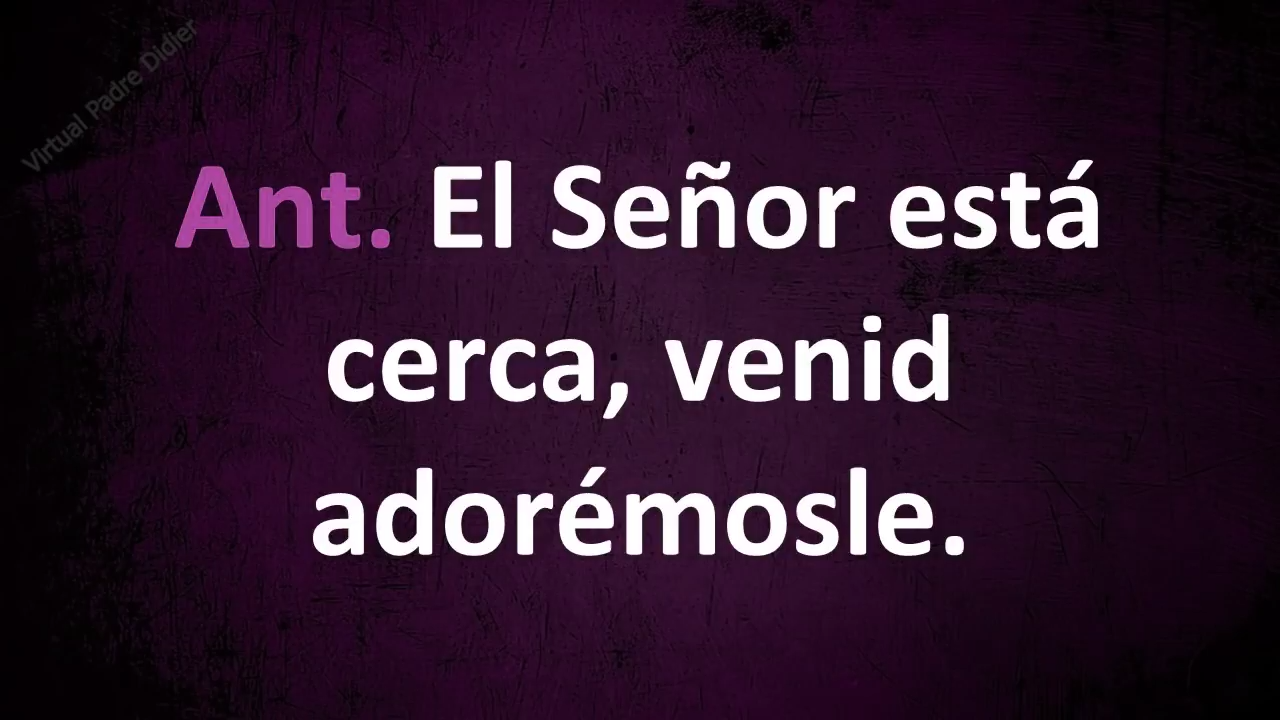 Virtual Padre Didier
Ant. El Señor está
cerca, venid
adorémosle.